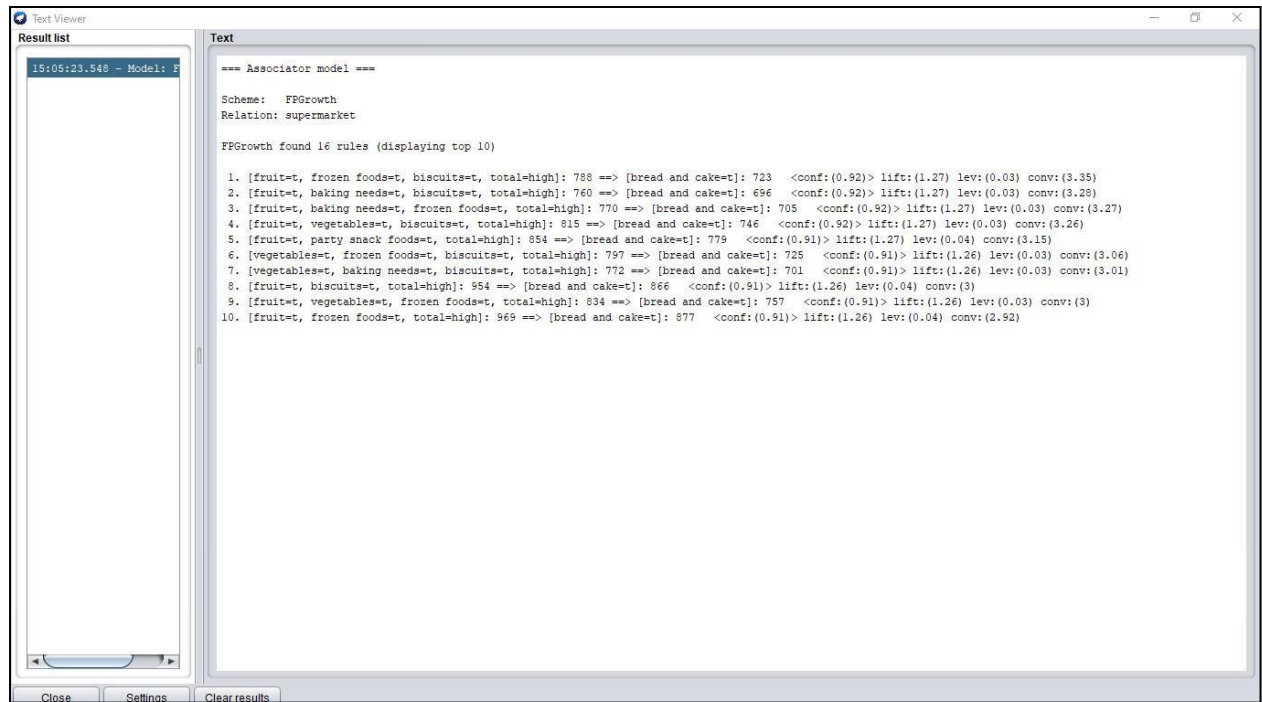 Text Viewer
Result list
Text
15:05:23.548 - Model: F
=== Associator model ===
Scheme: FPGrowth
Relation: supermarket
FPGrowth found 16 rules (displaying top 10)
1. [fruit=t, frozen foods=t, biscuits=t, total=high]: 788 ==> [bread and cake=t]: 723 <conf:(0.92)> lift:(1.27) lev:(0.03) conv:(3.35)
2. [fruit=t, baking needs=t, biscuits=t, total=high]: 760 ==> [bread and cake=t]: 696 <conf:(0.92)> lift:(1.27) lev:(0.03) conv:(3.28)
3. [fruit=t, baking needs=t, frozen foods=t, total=high]: 770 ==> [bread and cake=t]: 705 <conf:(0.92)> lift:(1.27) lev:(0.03) conv:(3.27)
4. [fruit=t, vegetables=t, biscuits=t, total=high]: 815 ==> [bread and cake=t]: 746 <conf:(0.92)> lift:(1.27) lev:(0.03) conv:(3.26)
5. [fruit=t, party snack foods=t, total=high]: 854 ==> [bread and cake=t]: 779 <conf:(0.91)> lift:(1.27) lev:(0.04) conv:(3.15)
6. [vegetables=t, frozen foods=t, biscuits=t, total=high]: 797 ==> [bread and cake=t]: 725 <conf:(0.91)> lift:(1.26) lev:(0.03) conv:(3.06)
7. [vegetables=t, baking needs=t, biscuits=t, total=high]: 772 ==> [bread and cake=t]: 701 <conf:(0.91)> lift:(1.26) lev:(0.03) conv:(3.01)
8. [fruit=t, biscuits=t, total=high]: 954 ==> [bread and cake=t]: 866 <conf:(0.91)> lift:(1.26) lev:(0.04) conv:(3)
9. [fruit=t, vegetables=t, frozen foods=t, total=high]: 834 ==> [bread and cake=t]: 757 <conf:(0.91)> lift:(1.26) lev:(0.03) conv:(3)
10. [fruit=t, frozen foods=t, total=high]: 969 ==> [bread and cake=t]: 877 <conf:(0.91)> lift:(1.26) lev:(0.04) conv:(2.92)
Close Settings Clear results